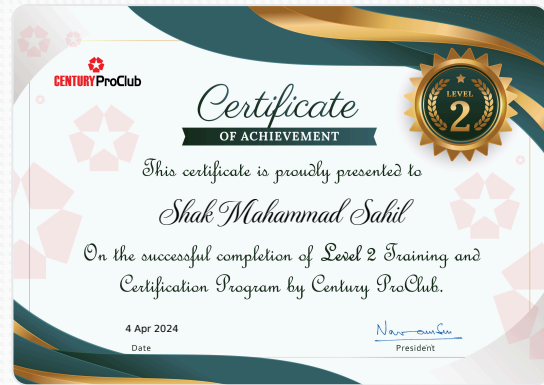 CENTURY ProClub
Certificate
OF ACHIEVEMENT
LEVEL
2
This certificate is proudly presented to
Shak Mahammad Sahil
On the successful completion of Level 2 Training and
Certification Program by Century ProClub.
4 Apr 2024
Date
President